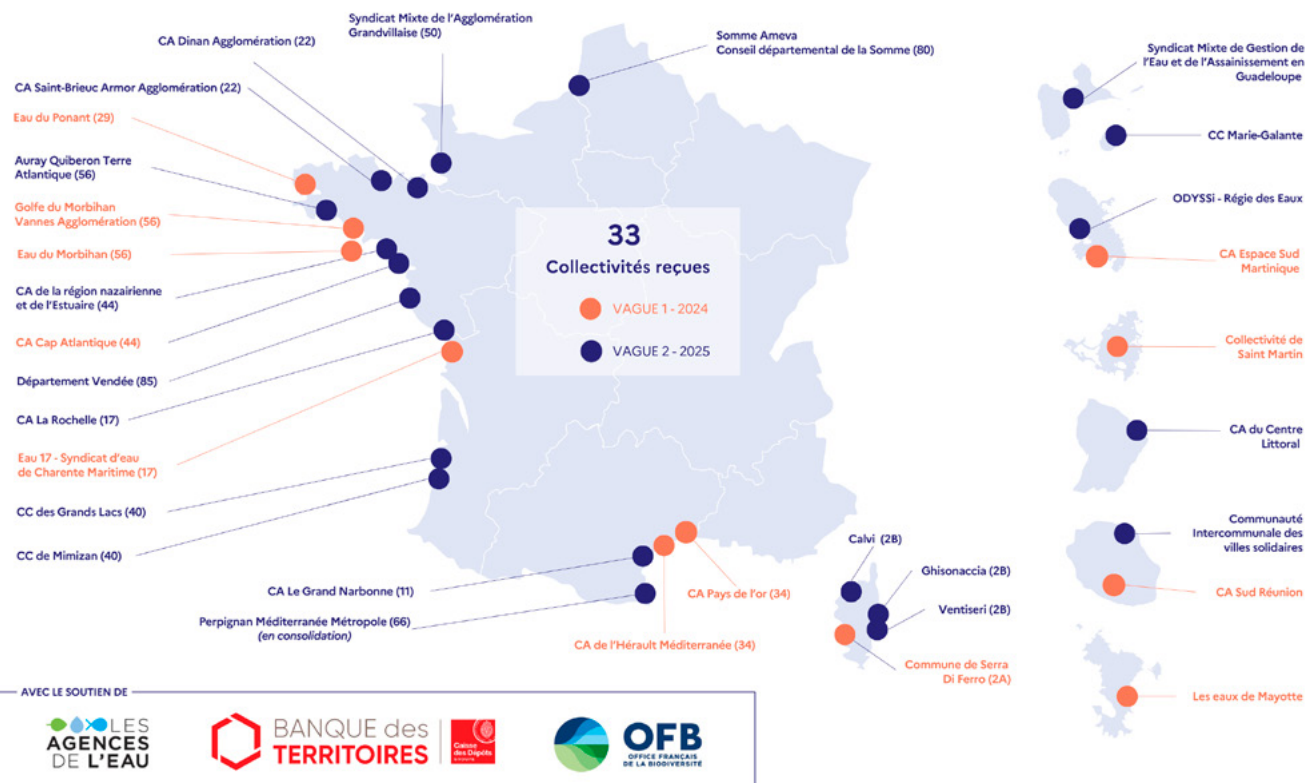 Syndicat Mixte de l'Agglomération
Grandvillaise (50)
CA Dinan Agglomération (22)
CA Saint-Brieuc Armor Agglomération (22)
Eau du Ponant (29)
Auray Quiberon Terre
Atlantique (56)
Golfe du Morbihan
Vannes Agglomération (56)
Eau du Morbihan (56)
CA de la région nazairienne
et de l'Estuaire (44)
CA Cap Atlantique (44)
Département Vendée (85)
CA La Rochelle (17)
Eau 17 - Syndicat d'eau
de Charente Maritime (17)
CC des Grands Lacs (40)
CC de Mimizan (40)
CA Le Grand Narbonne (11)
Perpignan Méditerranée Métropole (66)
(en consolidation)
Somme Ameva
Conseil départemental de la Somme (80)
33
Collectivités reçues
VAGUE 1 - 2024
VAGUE 2 - 2025
CA Pays de l'or (34)
CA de l'Hérault Méditerranée (34)
Calvi (2B)
Ghisonaccia (2B)
Ventiseri (2B)
Commune de Serra
Di Ferro (2A)
Syndicat Mixte de Gestion de
l'Eau et de l'Assainissement en
Guadeloupe
CC Marie-Galante
ODYSSi - Régie des Eaux
CA Espace Sud
Martinique
Collectivité de
Saint Martin
CA du Centre
Littoral
Communauté
Intercommunale des
villes solidaires
CA Sud Réunion
Les eaux de Mayotte
AVEC LE SOUTIEN DE
LES
AGENCES
DE L'EAU
BANQUE des
TERRITOIRES
Caisse
des Dépôts
OFB
OFFICE FRANÇAIS
DE LA BIODIVERSITÉ